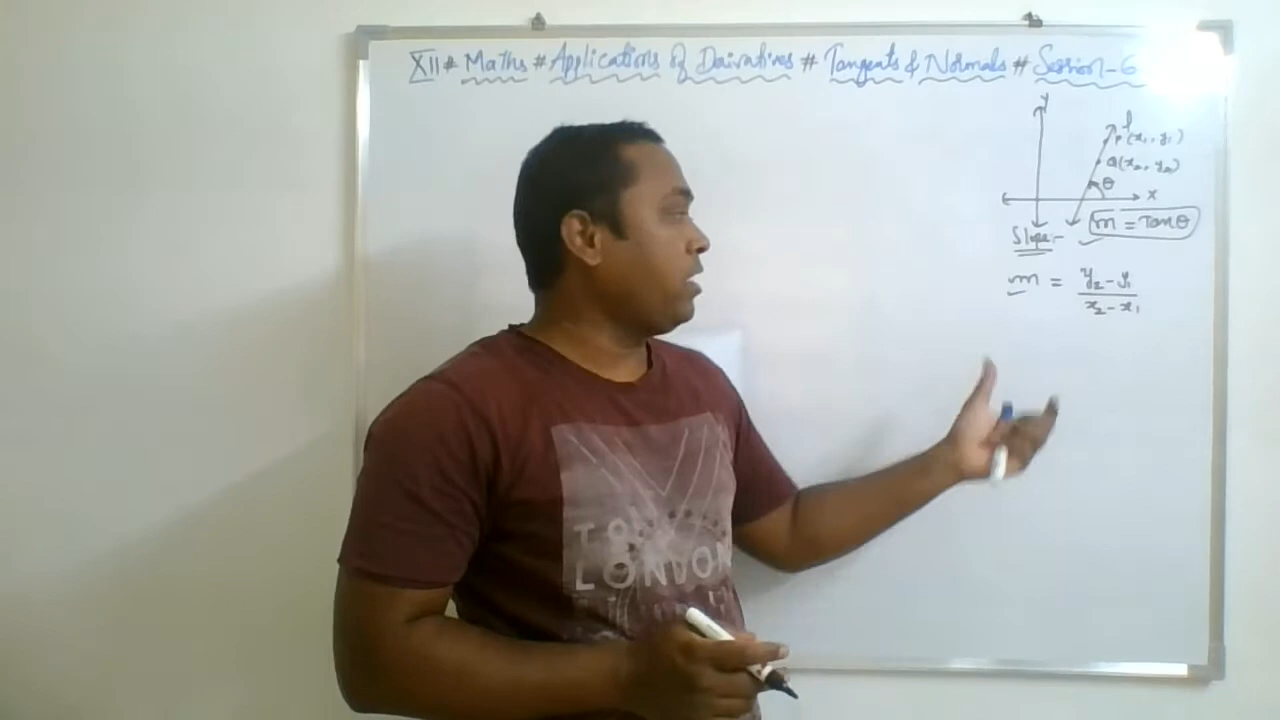 XII # Maths # Applications of Deivatives # Tangents & Normals # Session-6
y
l
P(x₁, y₁)
Q(x₂, y₂)
θ
x
m = Tanθ
Slope:-
m = y₂ - y₁
x₂ - x₁
LONDON